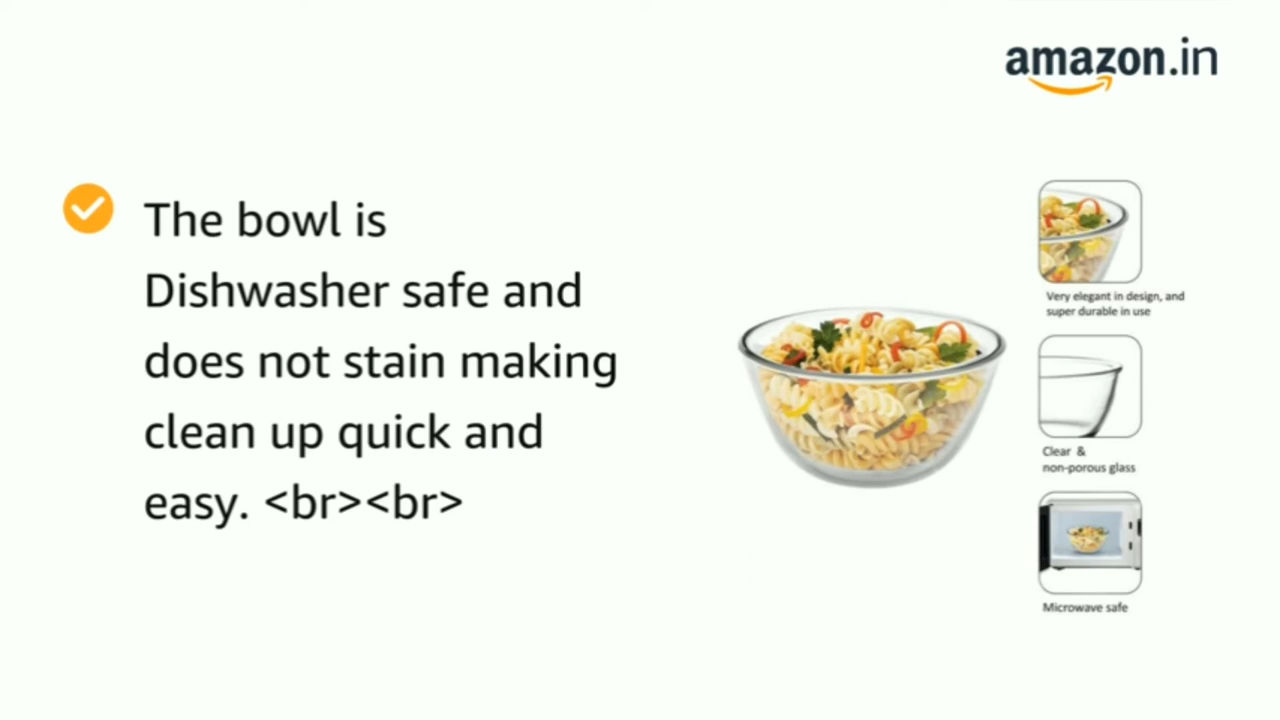 amazon.in
The bowl is
Dishwasher safe and
does not stain making
clean up quick and
easy. <br><br>
Very elegant in design, and
super durable in use
Clear &
non-porous glass
Microwave safe